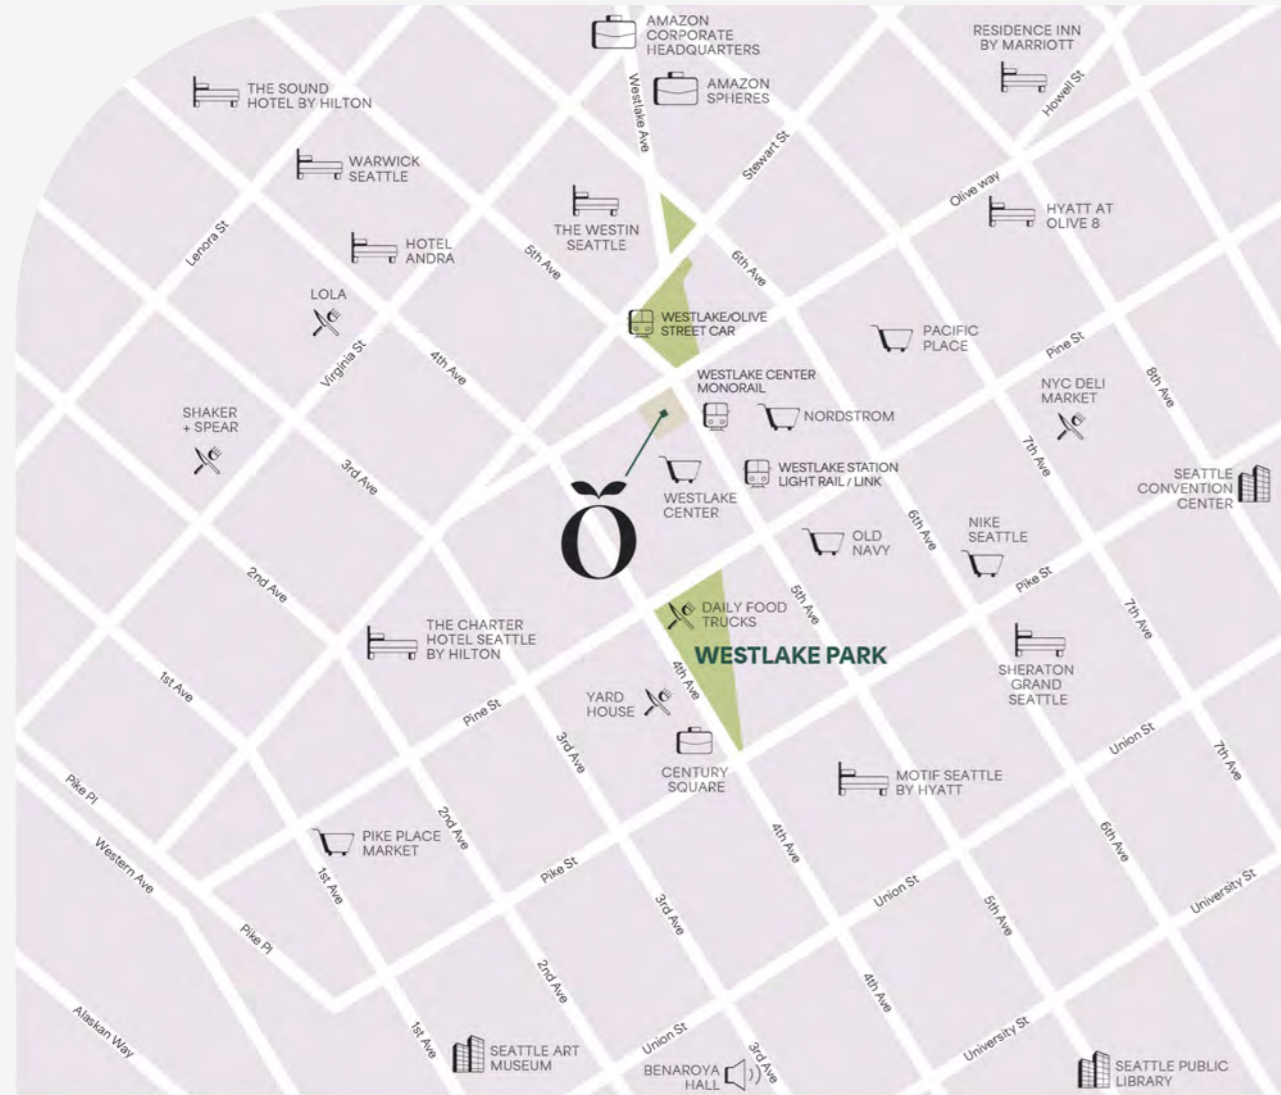 AMAZON
CORPORATE
HEADQUARTERS
RESIDENCE INN
BY MARRIOTT
THE SOUND
HOTEL BY HILTON
Westlake Ave
AMAZON
SPHERES
Howell St
WARWICK
SEATTLE
Stewart St
Olive way
THE WESTIN
SEATTLE
HYATT AT
OLIVE 8
Lenora St
HOTEL
ANDRA
5th Ave
6th Ave
LOLA
WESTLAKE/OLIVE
STREET CAR
PACIFIC
PLACE
Pine St
Virginia St
4th Ave
WESTLAKE CENTER
MONORAIL
NYC DELI
MARKET
8th Ave
SHAKER
+ SPEAR
NORDSTROM
3rd Ave
7th Ave
WESTLAKE
CENTER
WESTLAKE STATION
LIGHT RAIL / LINK
SEATTLE
CONVENTION
CENTER
O
OLD
NAVY
6th Ave
NIKE
SEATTLE
2nd Ave
Pike St
5th Ave
DAILY FOOD
TRUCKS
7th Ave
THE CHARTER
HOTEL SEATTLE
BY HILTON
WESTLAKE PARK
1st Ave
4th Ave
SHERATON
GRAND
SEATTLE
Pine St
YARD
HOUSE
3rd Ave
CENTURY
SQUARE
MOTIF SEATTLE
BY HYATT
Union St
7th Ave
Pike Pl
2nd Ave
PIKE PLACE
MARKET
4th Ave
6th Ave
Western Ave
1st Ave
Pike St
Union St
University St
3rd Ave
5th Ave
Pike Pl
2nd Ave
4th Ave
Alaskan Way
1st Ave
SEATTLE ART
MUSEUM
Union St
University St
BENAROYA
HALL
3rd Ave
SEATTLE PUBLIC
LIBRARY